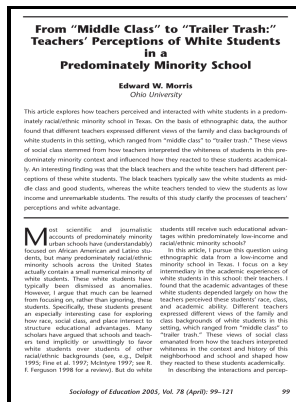 From “Middle Class” to “Trailer Trash:”
Teachers’ Perceptions of White Students
in a
Predominately Minority School
Edward W. Morris
Ohio University
This article explores how teachers perceived and interacted with white students in a predom-
inately racial/ethnic minority school in Texas. On the basis of ethnographic data, the author
found that different teachers expressed different views of the family and class backgrounds of
white students in this setting, which ranged from “middle class” to “trailer trash.” These views
of social class stemmed from how teachers interpreted the whiteness of students in this pre-
dominately minority context and influenced how they reacted to these students academical-
ly. An interesting finding was that the black teachers and the white teachers had different per-
ceptions of these white students. The black teachers typically saw the white students as mid-
dle class and good students, whereas the white teachers tended to view the students as low
income and unremarkable students. The results of this study clarify the processes of teachers’
perceptions and white advantage.
Most scientific and journalistic
accounts of predominately minority
urban schools have (understandably)
focused on African American and Latino stu-
dents, but many predominately racial/ethnic
minority schools across the United States
actually contain a small numerical minority of
white students. These white students have
typically been dismissed as anomalies.
However, I argue that much can be learned
from focusing on, rather than ignoring, these
students. Specifically, these students present
an especially interesting case for exploring
how race, social class, and place intersect to
structure educational advantages. Many
scholars have argued that schools and teach-
ers tend implicitly or unwittingly to favor
white students over students of other
racial/ethnic backgrounds (see, e.g., Delpit
1995; Fine et al. 1997; McIntyre 1997; see R.
F. Ferguson 1998 for a review). But do white
students still receive such educational advan-
tages within predominately low-income and
racial/ethnic minority schools?
In this article, I pursue this question using
ethnographic data from a low-income and
minority school in Texas. I focus on a key
intermediary in the academic experiences of
white students in this school: their teachers. I
found that the academic advantages of these
white students depended largely on how the
teachers perceived these students’ race, class,
and academic ability. Different teachers
expressed different views of the family and
class backgrounds of white students in this
setting, which ranged from “middle class” to
“trailer trash.” These views of social class
emanated from how the teachers interpreted
whiteness in the context and history of this
neighborhood and school and shaped how
they reacted to these students academically.
In describing the interactions and percep-
Sociology of Education 2005, Vol. 78 (April): 99–121 99